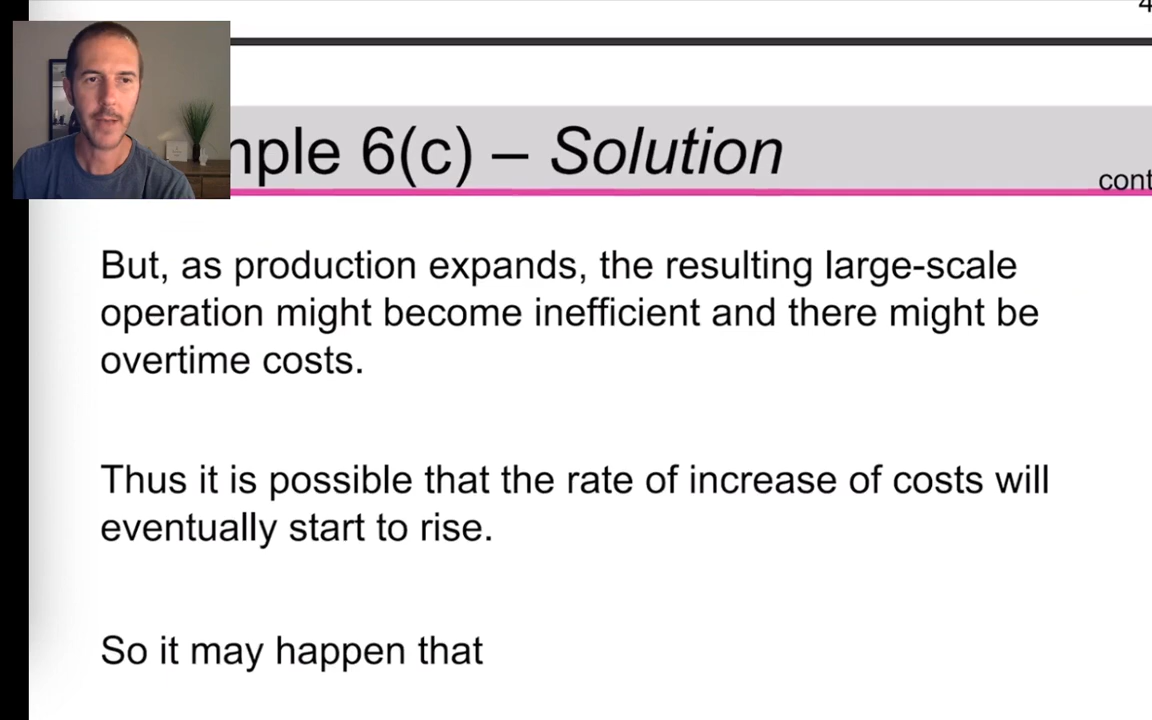 4
mple 6(c) – Solution
cont
But, as production expands, the resulting large-scale
operation might become inefficient and there might be
overtime costs.
Thus it is possible that the rate of increase of costs will
eventually start to rise.
So it may happen that